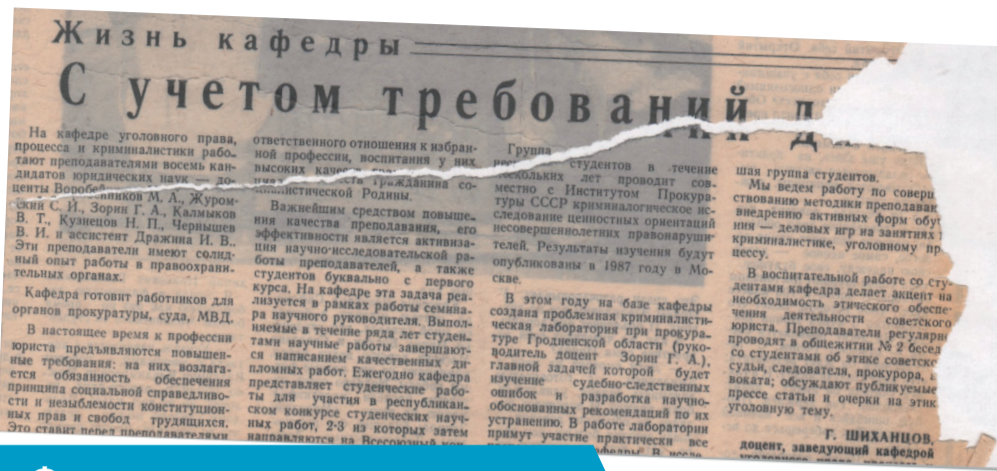 Жизнь кафедры
С учетом требований
На кафедре уголовного права,
процесса и криминалистики рабо-
тают преподавателями восемь кан-
дидатов юридических наук — до-
центы Воробейников М. А., Журом-
ский С. И., Зорин Г. А., Калмыков
В. Т., Кузнецов Н. П., Чернышев
В. И. и ассистент Дражина И. В..
Эти преподаватели имеют солид-
ный опыт работы в правоохрани-
тельных органах.
Кафедра готовит работников для
органов прокуратуры, суда, МВД.
В настоящее время к профессии
юриста предъявляются повышен-
ные требования: на них возлага-
ется обязанность обеспечения
принципа социальной справедливо-
сти и незыблемости конституцион-
ных прав и свобод трудящихся.
Это ставит перед преподавателями
ответственного отношения к избран-
ной профессии, воспитания у них
высоких качеств гражданина со-
циалистической Родины.
Важнейшим средством повыше-
ния качества преподавания, его
эффективности является активиза-
ция научно-исследовательской ра-
боты преподавателей, а также
студентов буквально с первого
курса. На кафедре эта задача реа-
лизуется в рамках работы семина-
ра научного руководителя. Выпол-
няемые в течение ряда лет студен-
тами научные работы завершают-
ся написанием качественных ди-
пломных работ. Ежегодно кафедра
представляет студенческие рабо-
ты для участия в республикан-
ском конкурсе студенческих науч-
ных работ, 2-3 из которых затем
направляются на Всесоюзный
Группа
студентов в течение
нескольких лет проводит сов-
местно с Институтом Прокура-
туры СССР криминалогическое ис-
следование ценностных ориентаций
несовершеннолетних правонаруши-
телей. Результаты изучения будут
опубликованы в 1987 году в Мо-
скве.
В этом году на базе кафедры
создана проблемная криминалисти-
ческая лаборатория при прокура-
туре Гродненской области (руко-
водитель доцент Зорин Г. А.),
главной задачей которой будет
изучение судебно-следственных
ошибок и разработка научно-
обоснованных рекомендаций по их
устранению. В работе лаборатории
примут участие практически все
шая группа студентов.
Мы ведем работу по соверш
ствованию методики преподаван
внедрению активных форм обу
ния — деловых игр на занятиях
криминалистике, уголовному пр
цессу.
В воспитательной работе со сту-
дентами кафедра делает акцент на
необходимость этического обеспе-
чения деятельности советского
юриста. Преподаватели регулярн
проводят в общежитии № 2 бесед
со студентами об этике советско
судьи, следователя, прокурора,
воката; обсуждают публикуемые
прессе статьи и очерки на этик
уголовную тему.
Г. ШИХАНЦОВ,
доцент, заведующий кафедрой